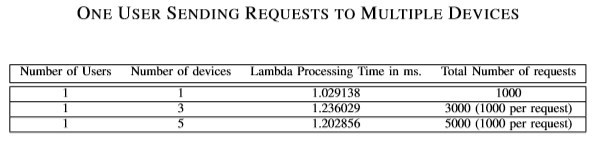 ONE USER SENDING REQUESTS TO MULTIPLE DEVICES
Number of Users Number of devices Lambda Processing Time in ms. Total Number of requests
1 1 1.029138 1000
1 3 1.236029 3000 (1000 per request)
1 5 1.202856 5000 (1000 per request)